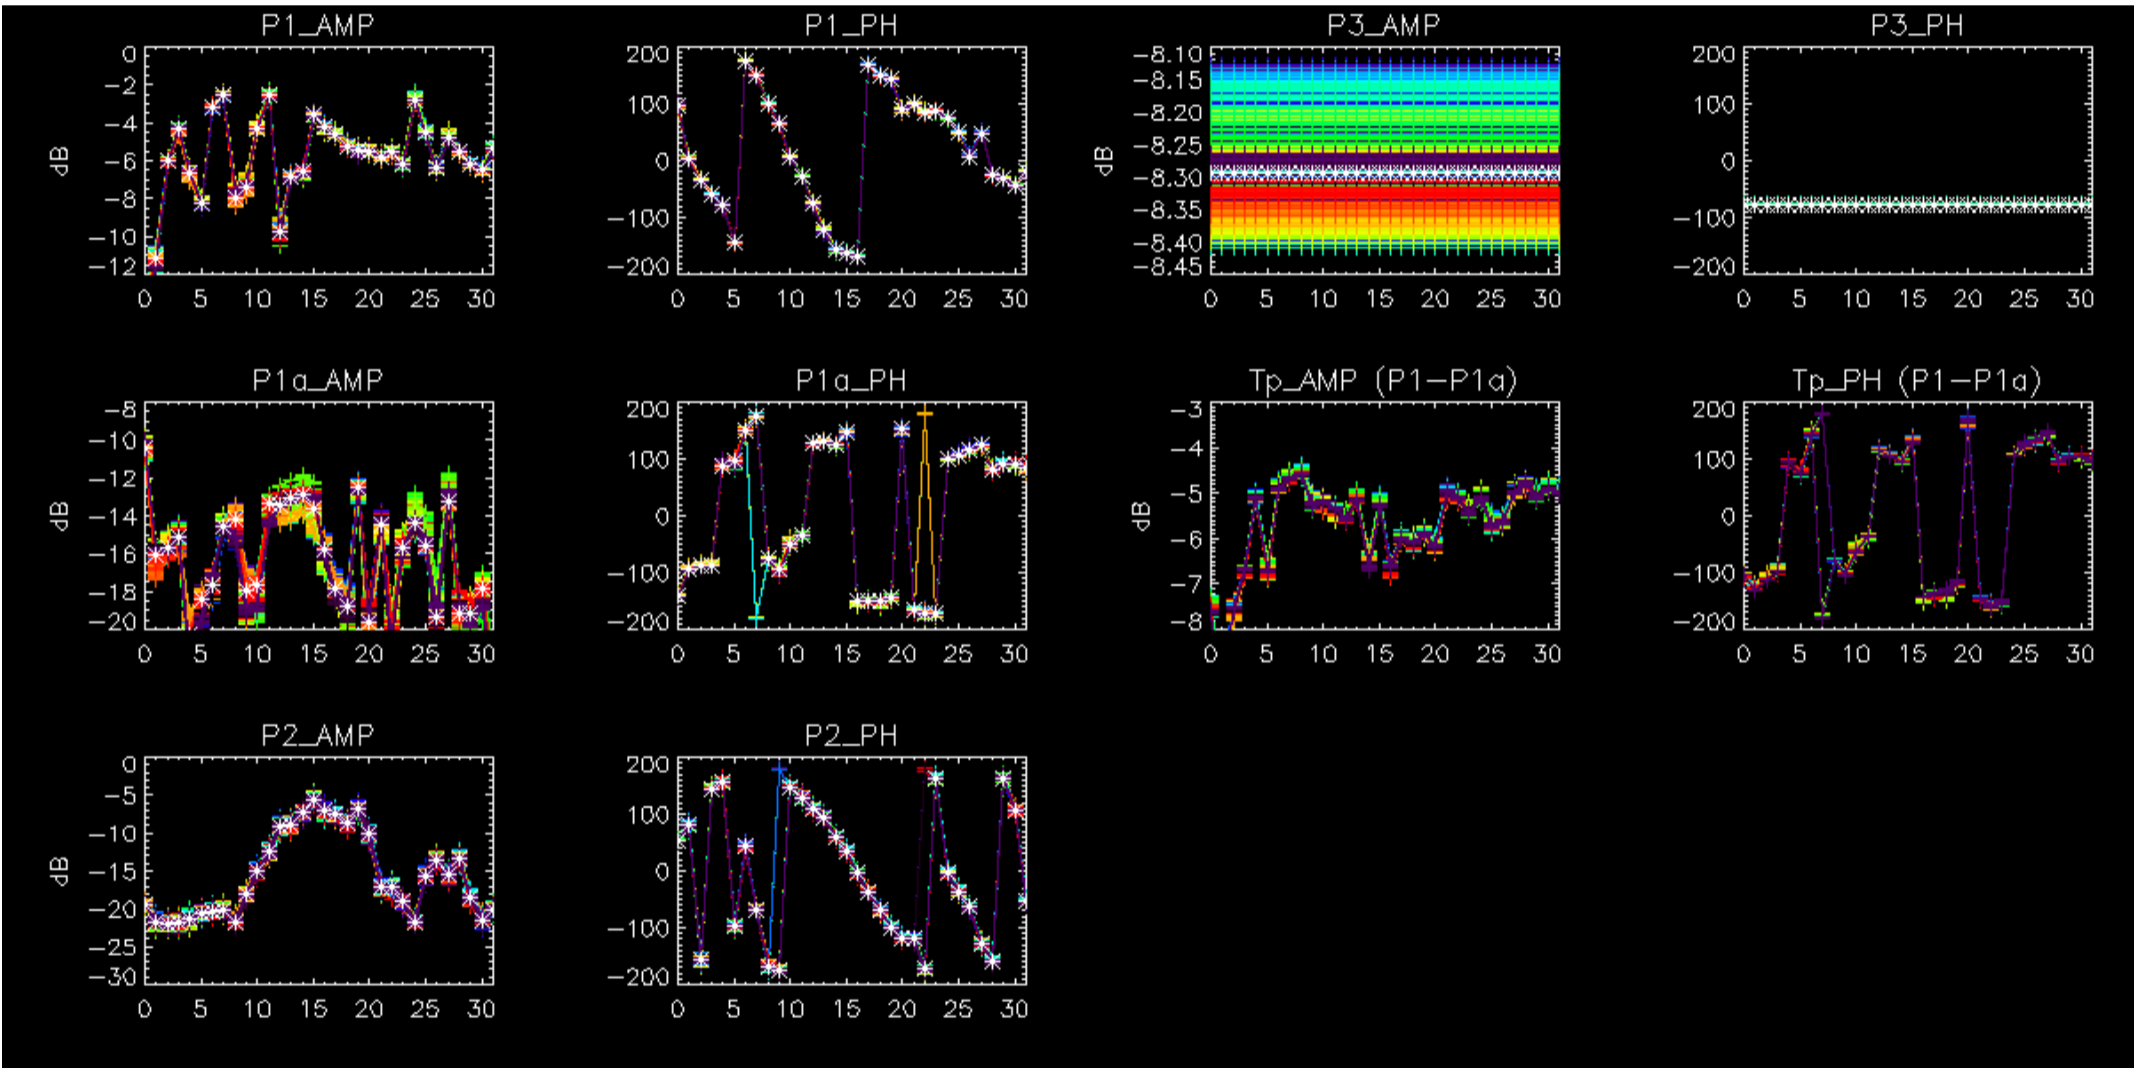 P1_AMP
P1_PH
P3_AMP
P3_PH
dB
0
-2
-4
-6
-8
-10
-12
0 5 10 15 20 25 30
200
100
0
-100
-200
0 5 10 15 20 25 30
dB
-8.10
-8.15
-8.20
-8.25
-8.30
-8.35
-8.40
-8.45
0 5 10 15 20 25 30
200
100
0
-100
-200
0 5 10 15 20 25 30
P1a_AMP
P1a_PH
Tp_AMP (P1-P1a)
Tp_PH (P1-P1a)
dB
-8
-10
-12
-14
-16
-18
-20
0 5 10 15 20 25 30
200
100
0
-100
-200
0 5 10 15 20 25 30
dB
-3
-4
-5
-6
-7
-8
0 5 10 15 20 25 30
200
100
0
-100
-200
0 5 10 15 20 25 30
P2_AMP
P2_PH
dB
0
-5
-10
-15
-20
-25
-30
0 5 10 15 20 25 30
200
100
0
-100
-200
0 5 10 15 20 25 30